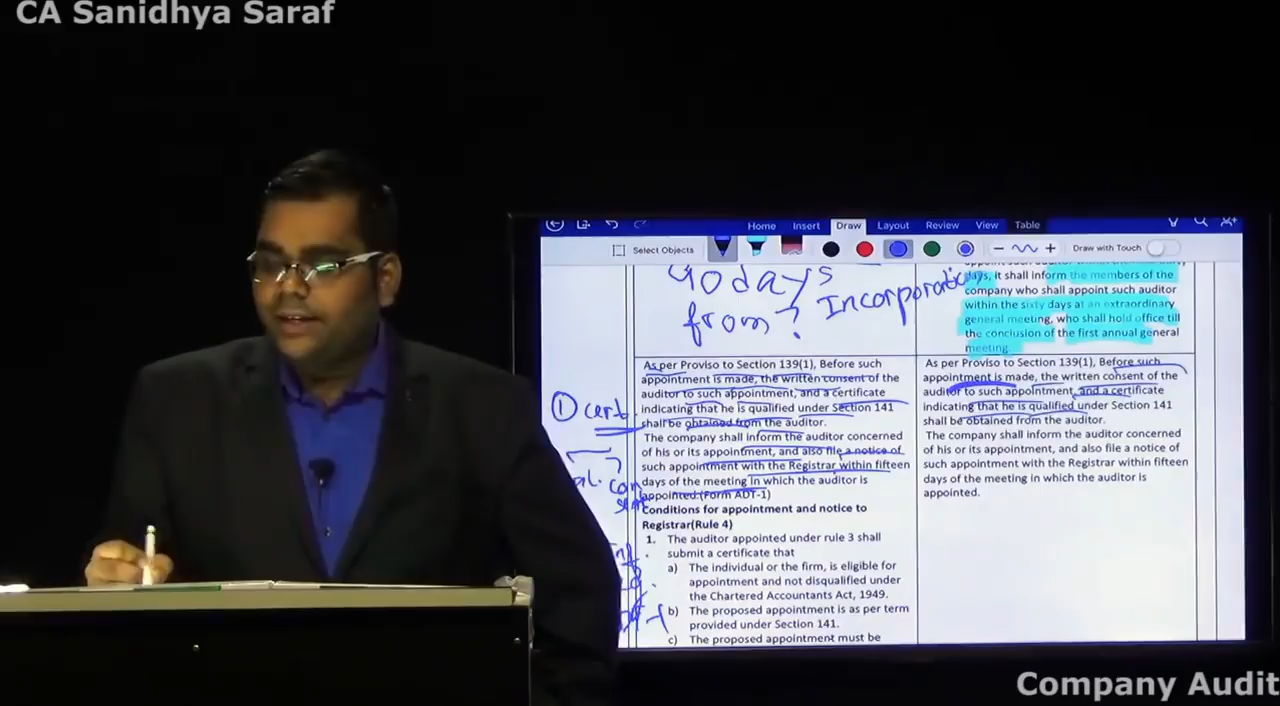 CA Sanidhya Saraf
Home Insert Draw Layout Review View Table
Select Objects
Draw with Touch
days
from? Incorporation
days, it shall inform the members of the
company who shall appoint such auditor
within the sixty days at an extraordinary
general meeting, who shall hold office till
the conclusion of the first annual general
meeting.
① cert.
As per Proviso to Section 139(1), Before such
appointment is made, the written consent of the
auditor to such appointment, and a certificate
indicating that he is qualified under Section 141
shall be obtained from the auditor.
The company shall inform the auditor concerned
of his or its appointment, and also file a notice of
such appointment with the Registrar within fifteen
days of the meeting in which the auditor is
appointed.(Form ADT-1)
Conditions for appointment and notice to
Registrar(Rule 4)
1. The auditor appointed under rule 3 shall
submit a certificate that
a) The individual or the firm, is eligible for
appointment and not disqualified under
the Chartered Accountants Act, 1949.
b) The proposed appointment is as per term
provided under Section 141.
c) The proposed appointment must be
As per Proviso to Section 139(1), Before such
appointment is made, the written consent of the
auditor to such appointment, and a certificate
indicating that he is qualified under Section 141
shall be obtained from the auditor.
The company shall inform the auditor concerned
of his or its appointment, and also file a notice of
such appointment with the Registrar within fifteen
days of the meeting in which the auditor is
appointed.
Company Audit